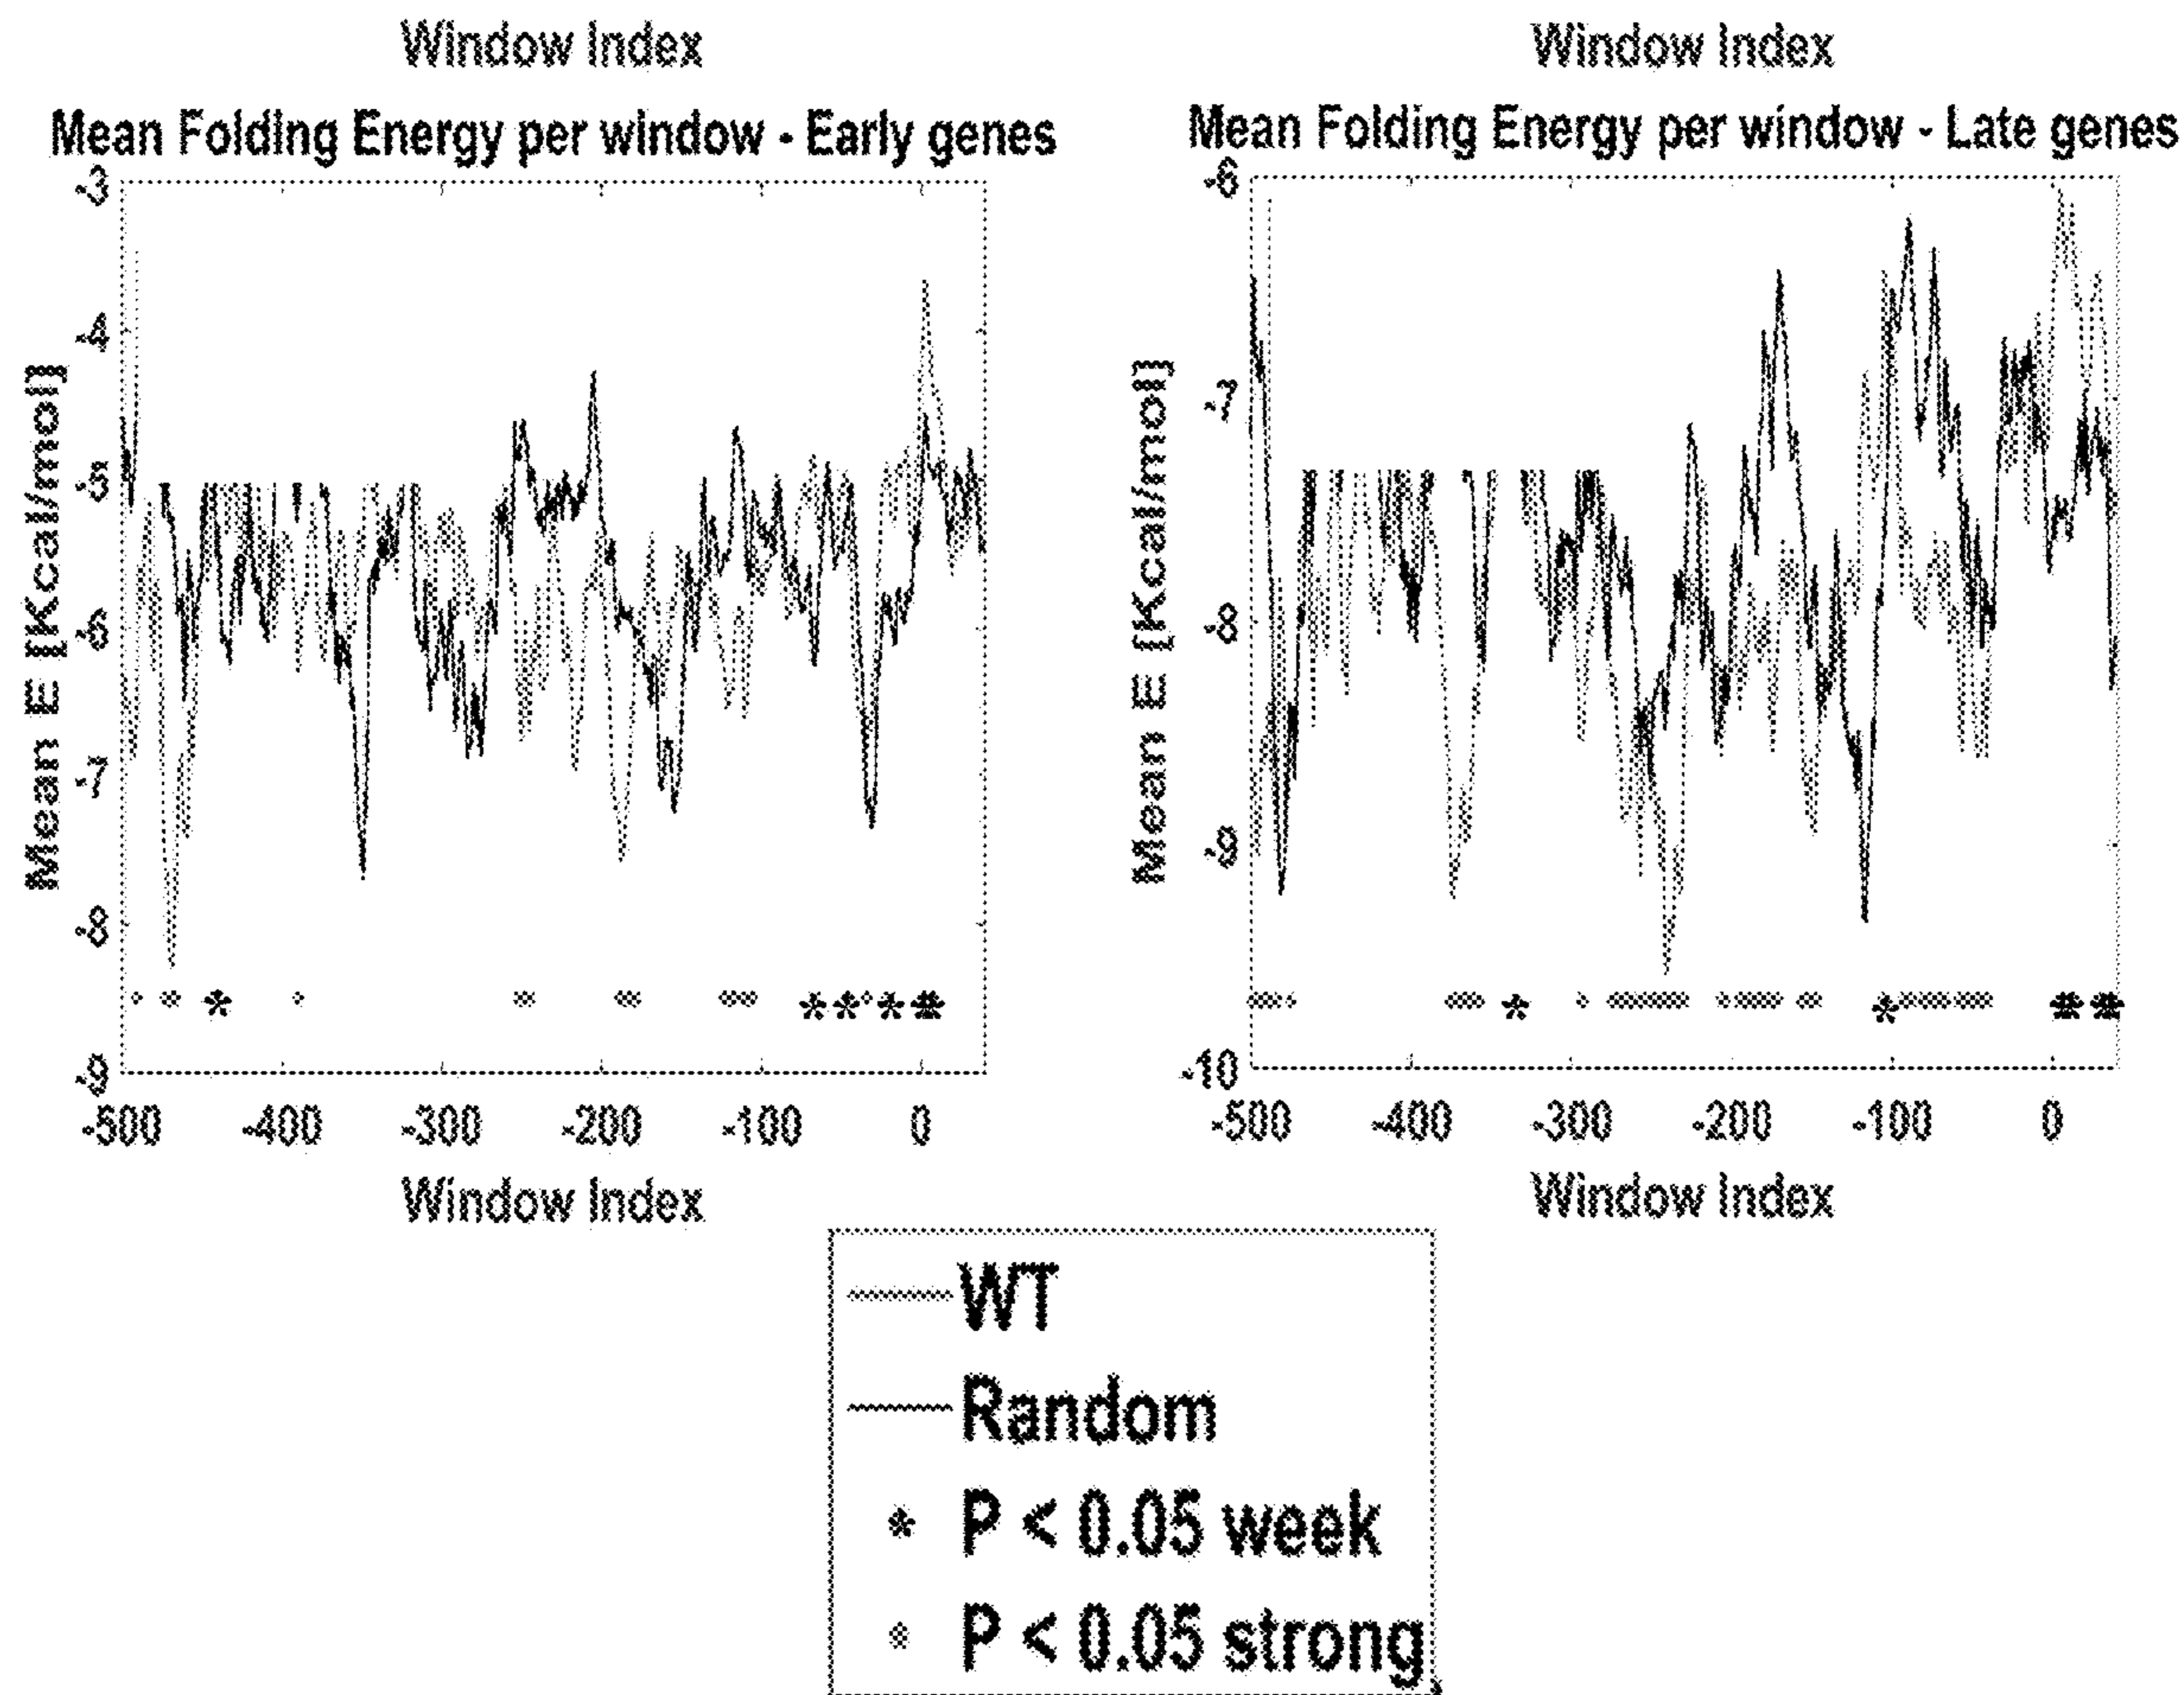 Window Index
Window Index
Mean Folding Energy per window - Early genes
Mean Folding Energy per window - Late genes
Mean E [Kcal/mol]
-3
-4
-5
-6
-7
-8
-9
* * * * #
-500 -400 -300 -200 -100 0
Window Index
Mean E [Kcal/mol]
-6
-7
-8
-9
-10
* * # #
-500 -400 -300 -200 -100 0
Window Index
WT
Random
* P < 0.05 week
P < 0.05 strong